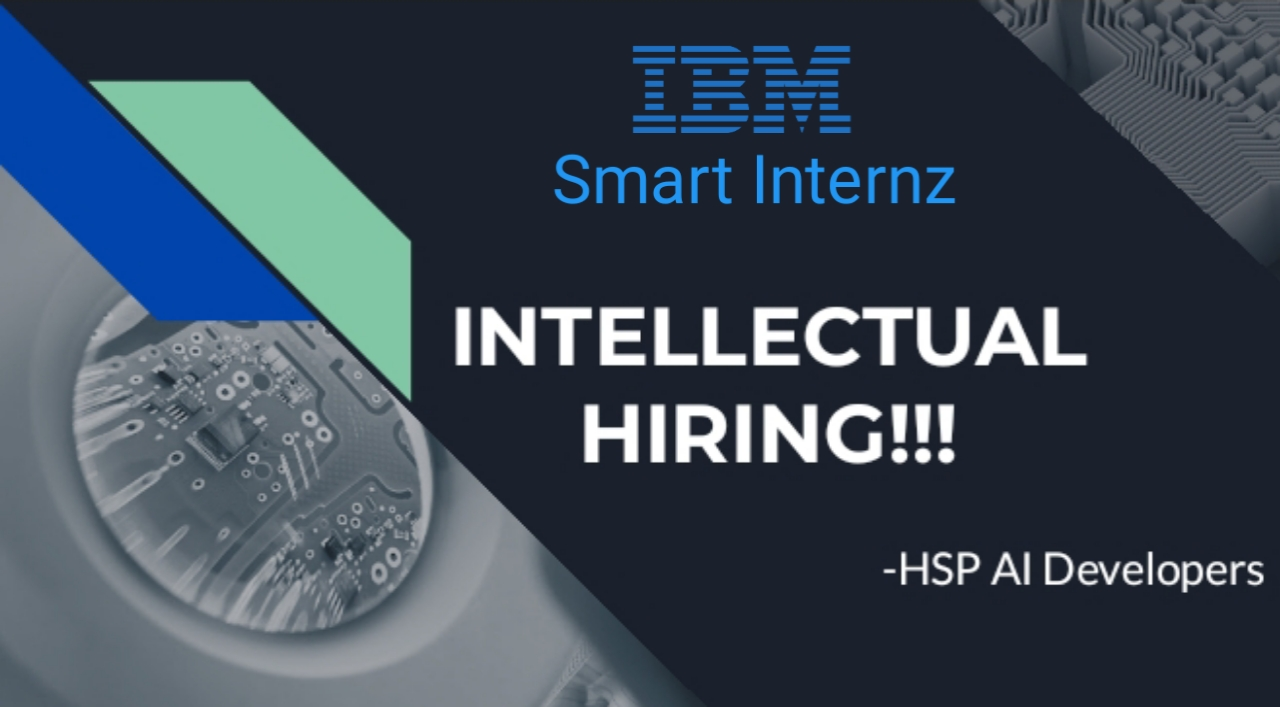 IBM
Smart Internz
INTELLECTUAL
HIRING!!!
-HSP AI Developers